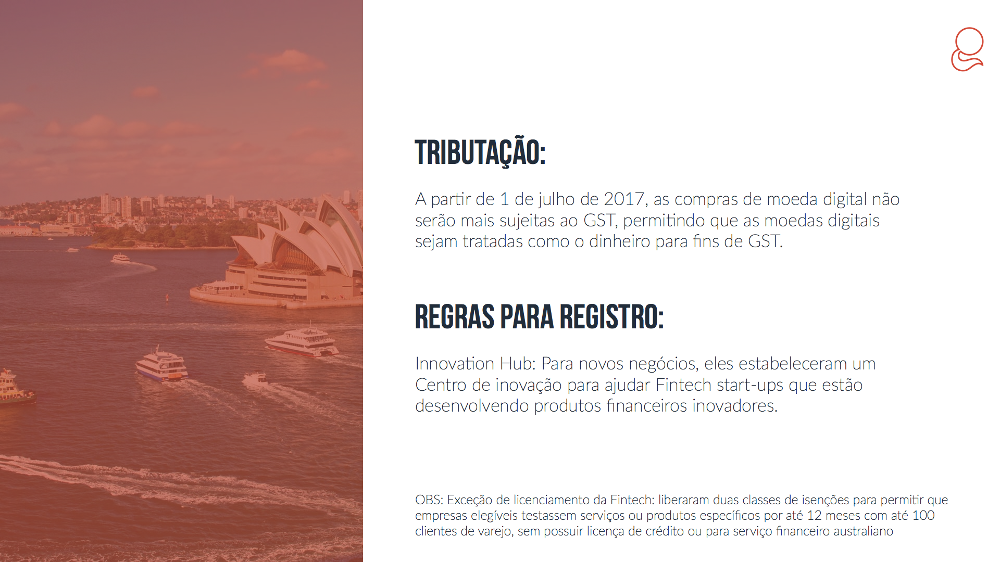 TRIBUTAÇÃO:
A partir de 1 de julho de 2017, as compras de moeda digital não
serão mais sujeitas ao GST, permitindo que as moedas digitais
sejam tratadas como o dinheiro para fins de GST.
REGRAS PARA REGISTRO:
Innovation Hub: Para novos negócios, eles estabeleceram um
Centro de inovação para ajudar Fintech start-ups que estão
desenvolvendo produtos financeiros inovadores.
OBS: Exceção de licenciamento da Fintech: liberaram duas classes de isenções para permitir que
empresas elegíveis testassem serviços ou produtos específicos por até 12 meses com até 100
clientes de varejo, sem possuir licença de crédito ou para serviço financeiro australiano